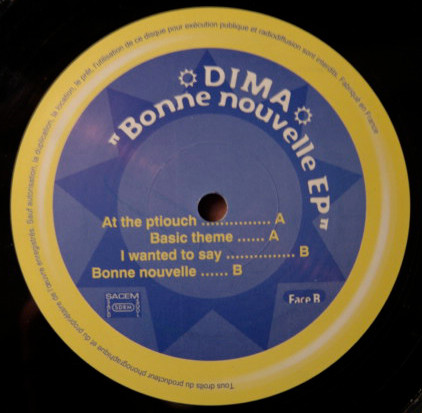 Tous droits du producteur phonographique et du propriétaire de l'œuvre enregistrée. Sauf autorisation, la duplication, la location, le prêt, l'utilisation de ce disque pour exécution publique et radiodiffusion sont interdits. Fabriqué en France
DIMA
"Bonne nouvelle EP"
At the ptiouch ............... A
Basic theme ...... A
I wanted to say ............... B
Bonne nouvelle ...... B
SACEM
SDRM
Face B